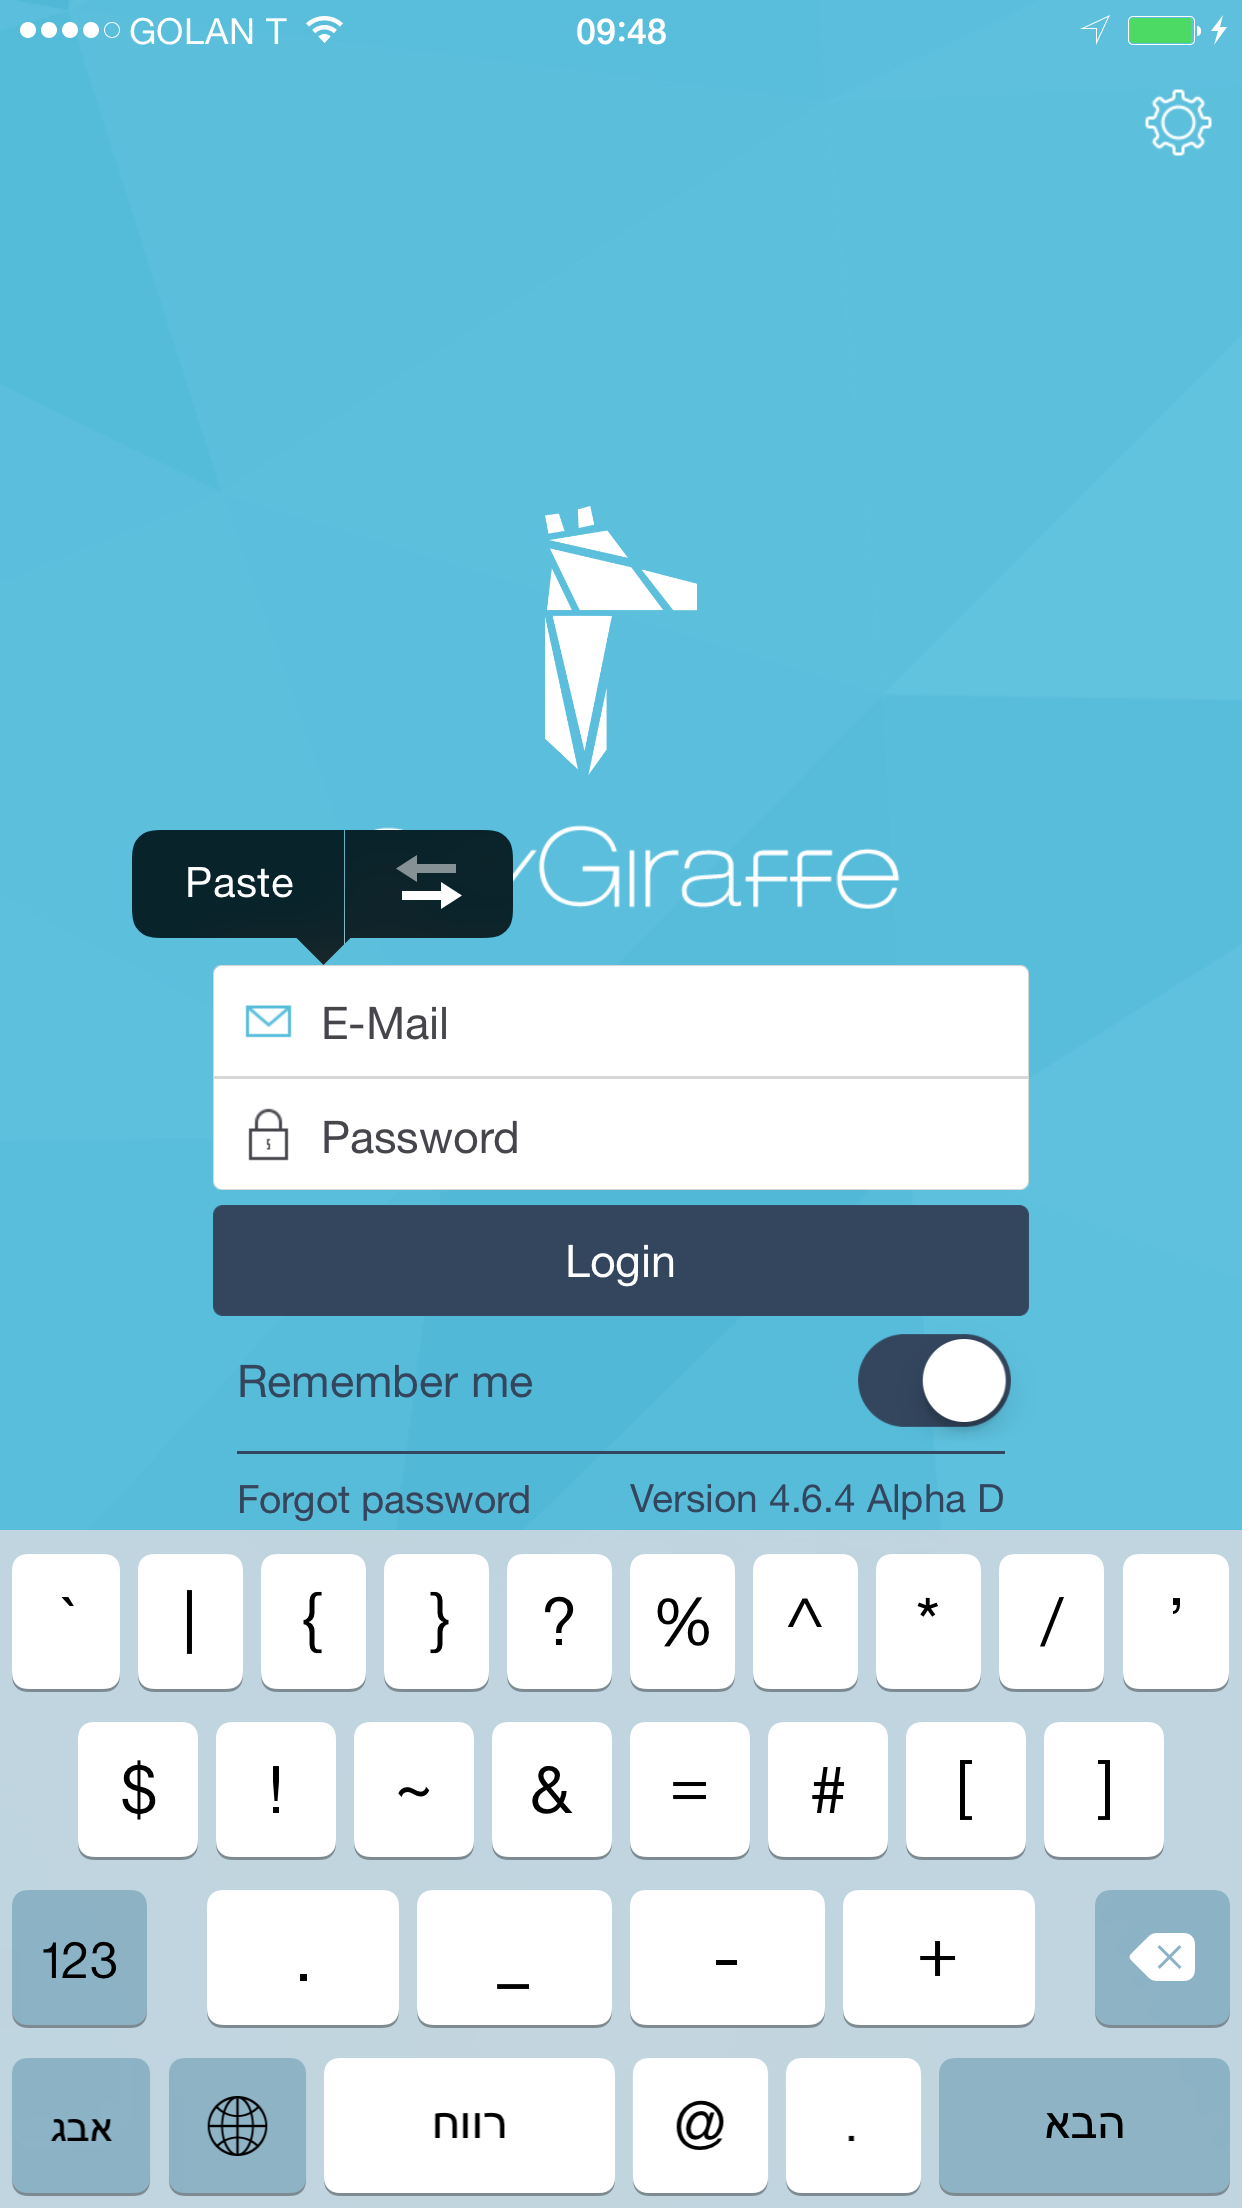 GOLAN T 09:48
Paste
Giraffe
E-Mail
Password
Login
Remember me
Forgot password Version 4.6.4 Alpha D
` | { } ? % ^ * / ’
$ ! ~ & = # [ ]
123 . _ - +
אבג רווח @ . הבא